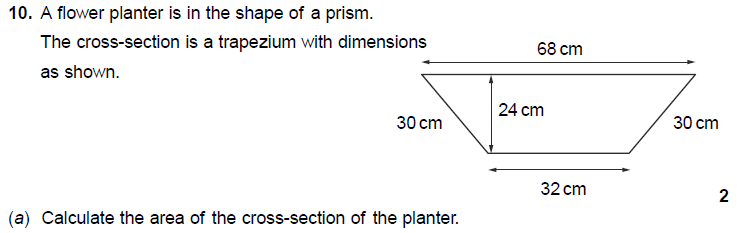 10. A flower planter is in the shape of a prism.
The cross-section is a trapezium with dimensions
as shown.
68 cm
24 cm
30 cm
30 cm
32 cm
2
(a) Calculate the area of the cross-section of the planter.